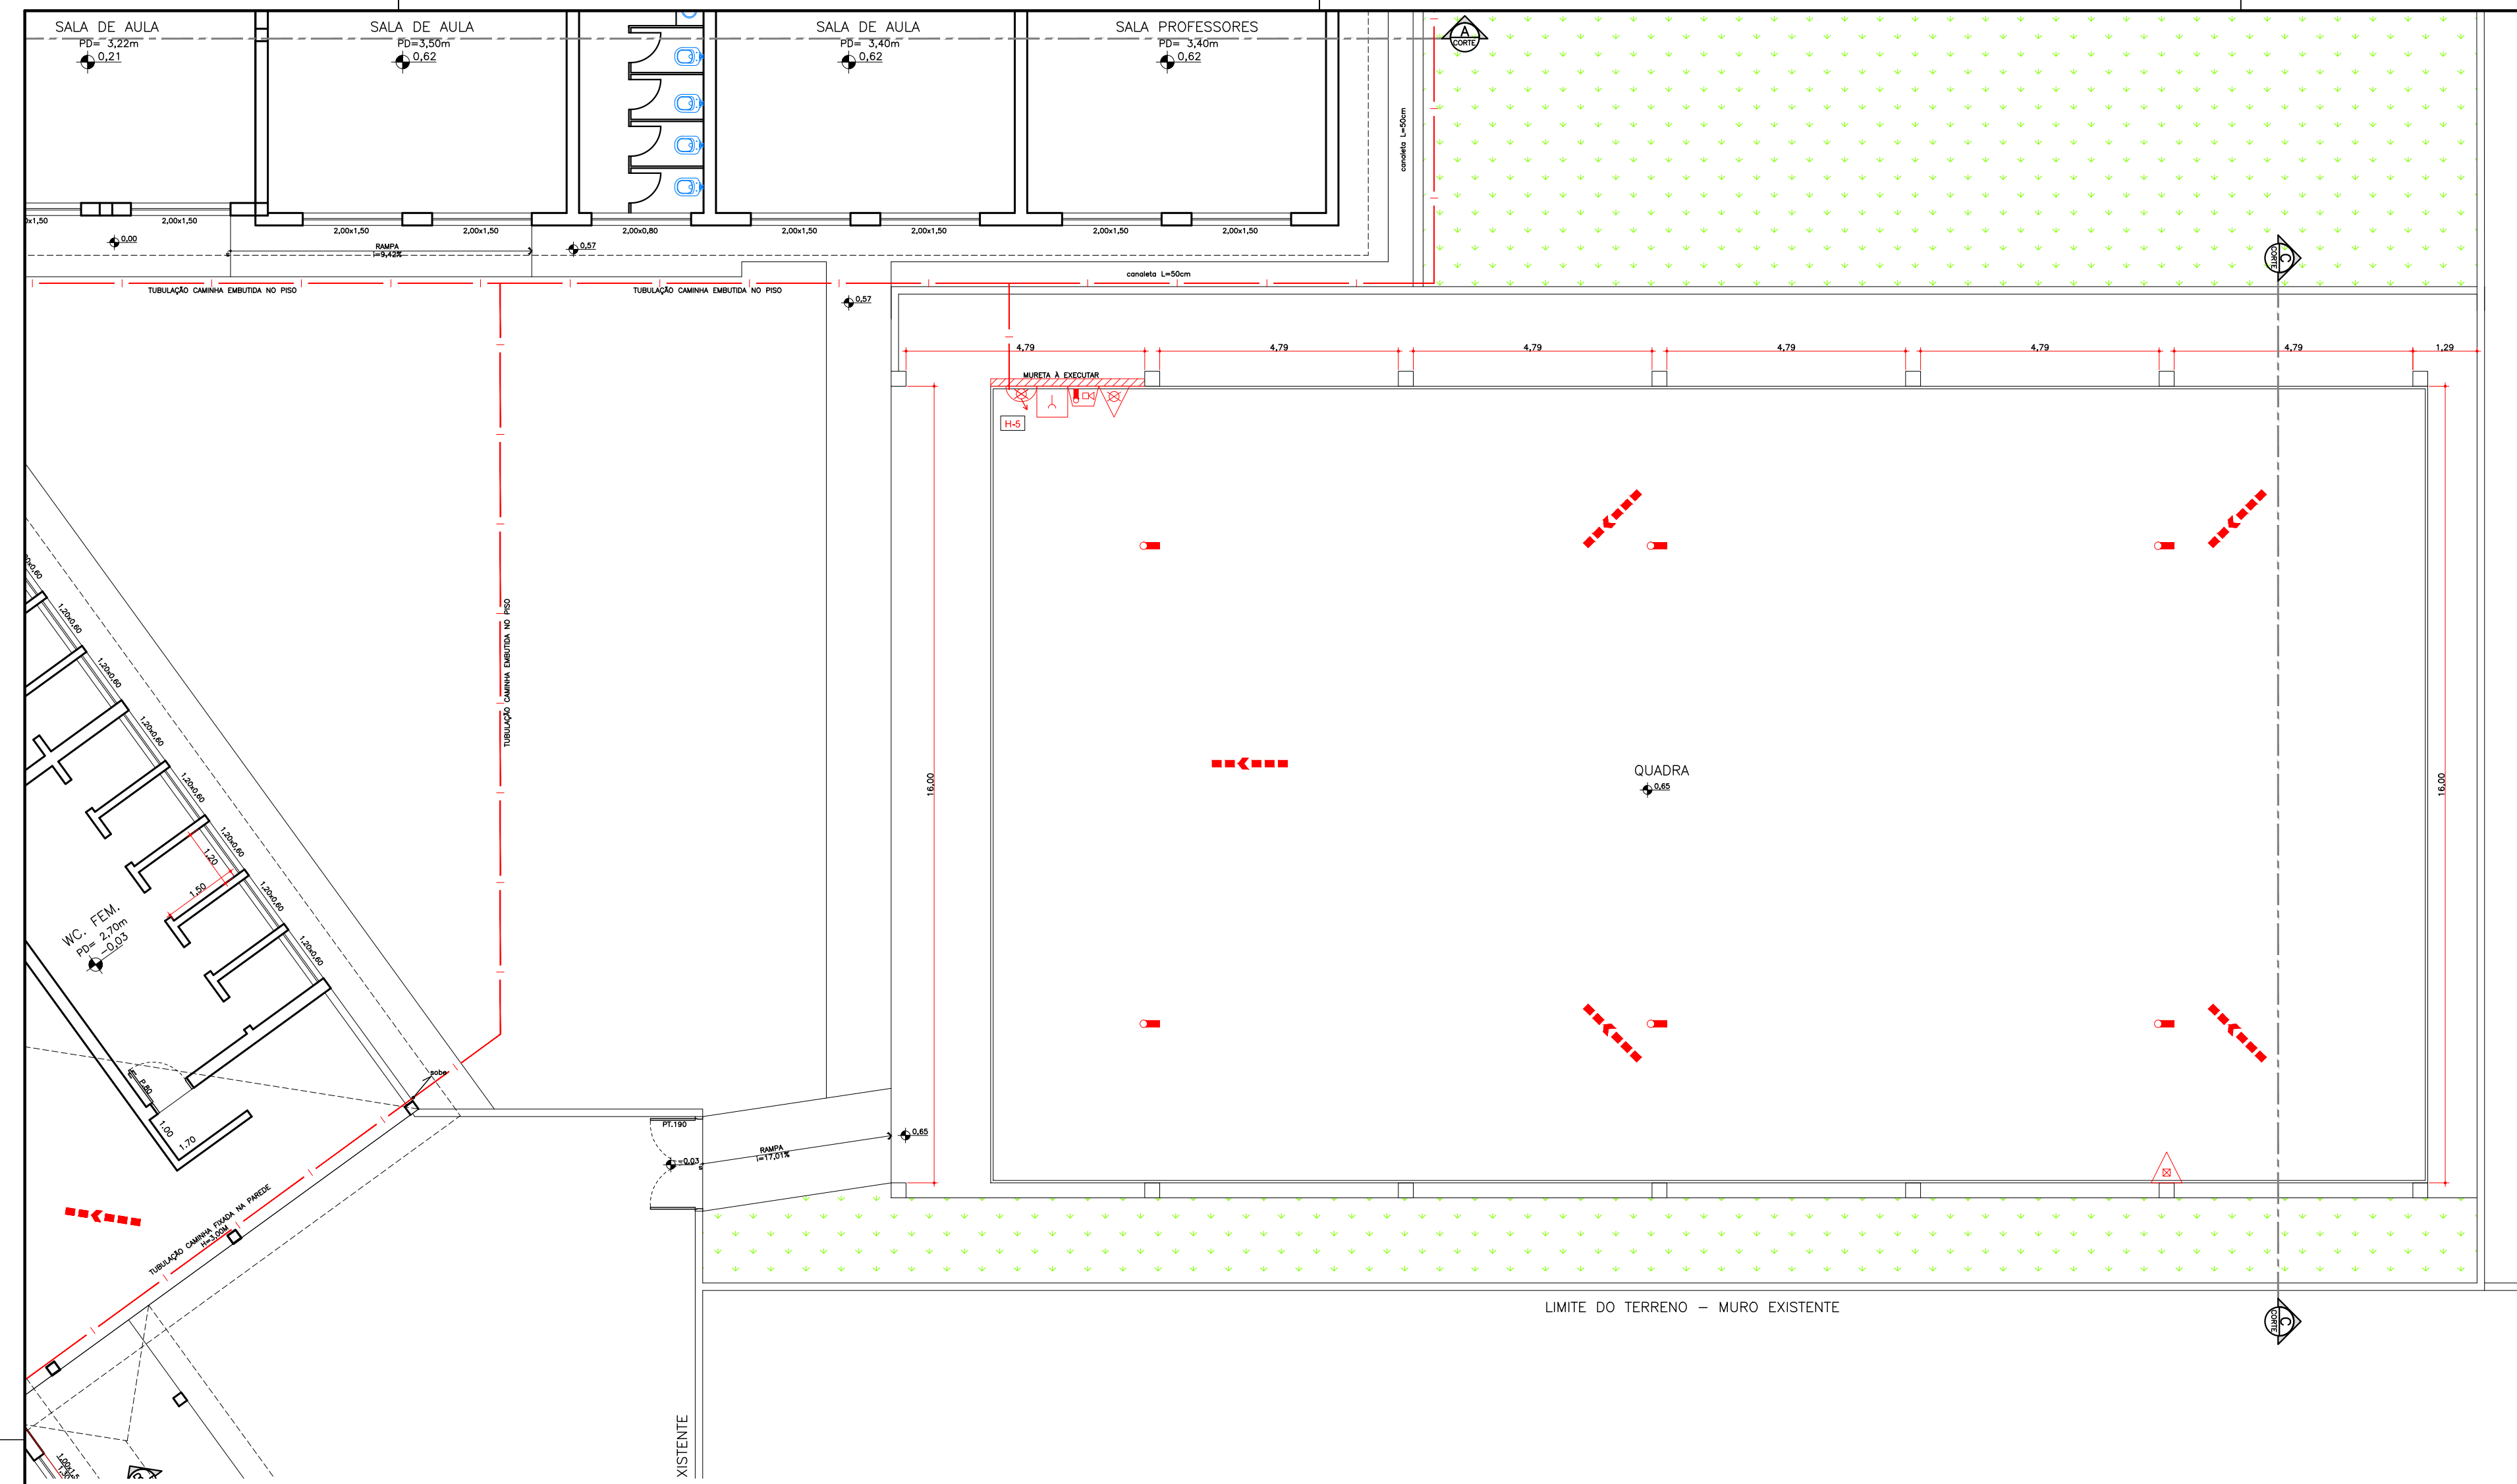 SALA DE AULA
PD= 3,22m
0,21
SALA DE AULA
PD=3,50m
0,62
SALA DE AULA
PD= 3,40m
0,62
SALA PROFESSORES
PD= 3,40m
0,62
A
CORTE
canaleta L=50cm
2,00x1,50
2,00x1,50
2,00x1,50
2,00x0,80
2,00x1,50
2,00x1,50
2,00x1,50
2,00x1,50
0,00
RAMPA
i=9,42%
s
0,57
C
CORTE
canaleta L=50cm
TUBULAÇÃO CAMINHA EMBUTIDA NO PISO
TUBULAÇÃO CAMINHA EMBUTIDA NO PISO
0,57
4,79
4,79
4,79
4,79
4,79
4,79
1,29
MURETA À EXECUTAR
H-5
TUBULAÇÃO CAMINHA EMBUTIDA NO PISO
1,20x0,60
1,20x0,60
1,20x0,60
1,20x0,60
1,20x0,60
1,20x0,60
1,20x0,60
1,20
1,50
WC. FEM.
PD= 2,70m
-0,03
16,00
QUADRA
0,65
16,00
sobe
P.80
1.00
1.70
PT.190
-0,03
s
RAMPA
i=17,01%
0,65
TUBULAÇÃO CAMINHA FIXADA NA PAREDE
H=3,00M
LIMITE DO TERRENO – MURO EXISTENTE
C
CORTE
XISTENTE